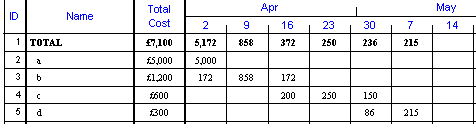 ID Name Total Cost Apr May
2 9 16 23 30 7 14
1 TOTAL £7,100 5,172 858 372 250 236 215
2 a £5,000 5,000
3 b £1,200 172 858 172
4 c £600 200 250 150
5 d £300 86 215